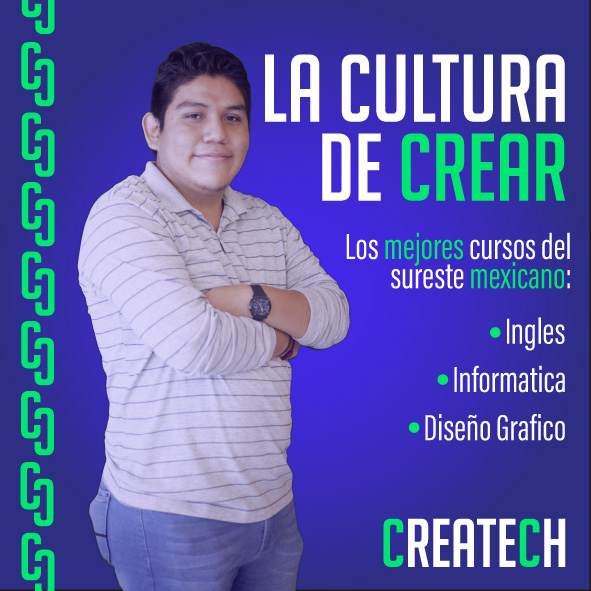 LA CULTURA
DE CREAR
Los mejores cursos del
sureste mexicano:
• Ingles
• Informatica
• Diseño Grafico
CREATECH